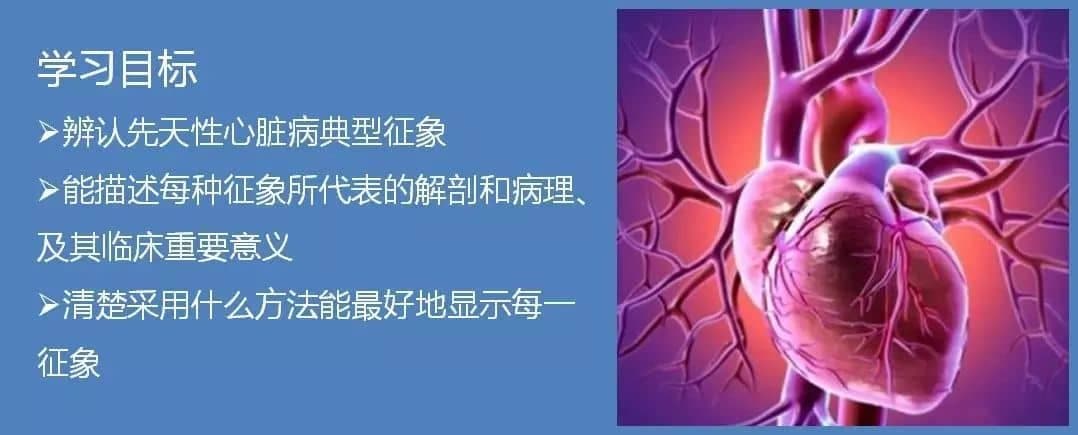 学习目标
➢辨认先天性心脏病典型征象
➢能描述每种征象所代表的解剖和病理、
及其临床重要意义
➢清楚采用什么方法能最好地显示每一
征象